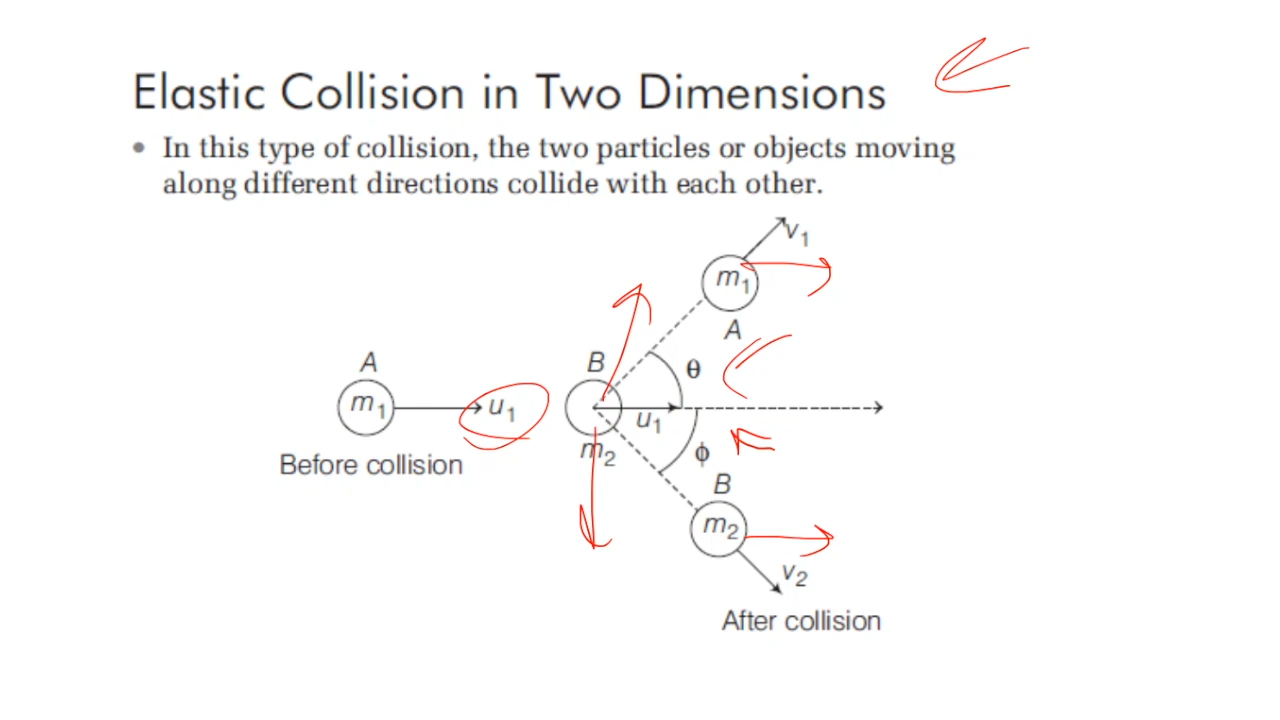 Elastic Collision in Two Dimensions
• In this type of collision, the two particles or objects moving
along different directions collide with each other.
v₁
m₁
A
A
B
θ
m₁
u₁
u₁
m₂
ϕ
Before collision
B
m₂
v₂
After collision